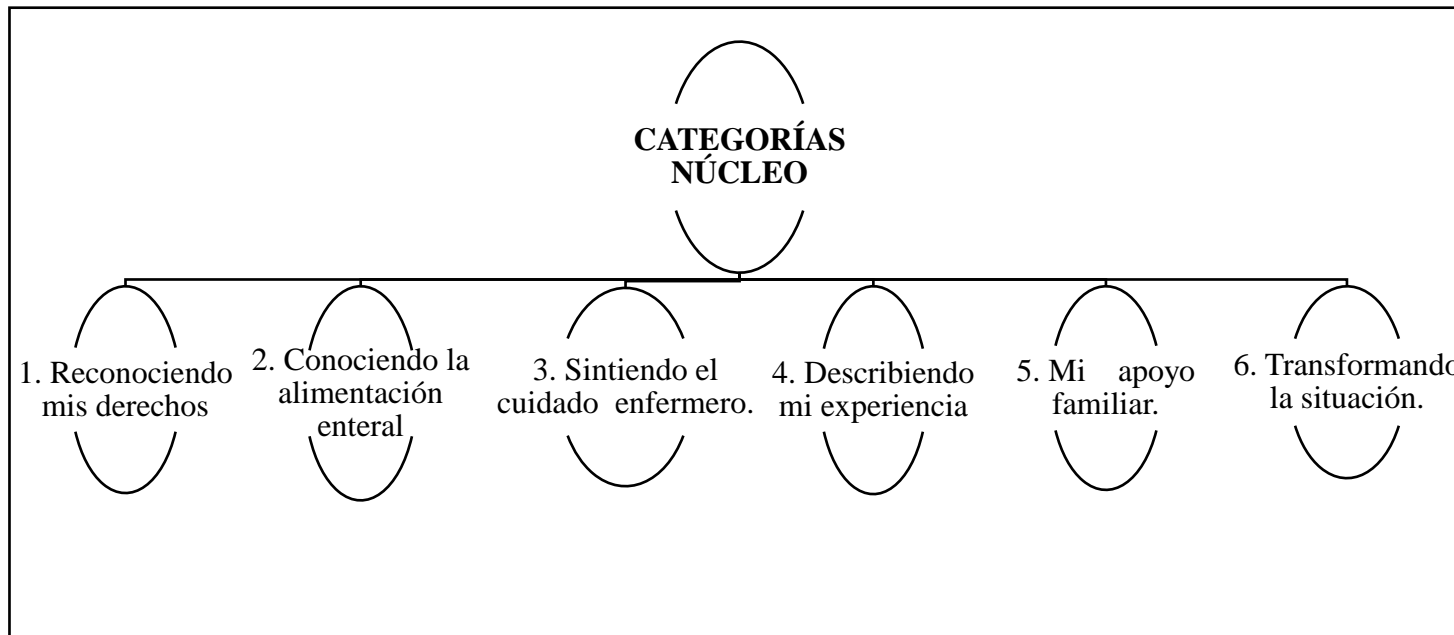 CATEGORÍAS
NÚCLEO
1. Reconociendo
mis derechos
2. Conociendo la
alimentación
enteral
3. Sintiendo el
cuidado enfermero.
4. Describiendo
mi experiencia
5. Mi apoyo
familiar.
6. Transformando
la situación.